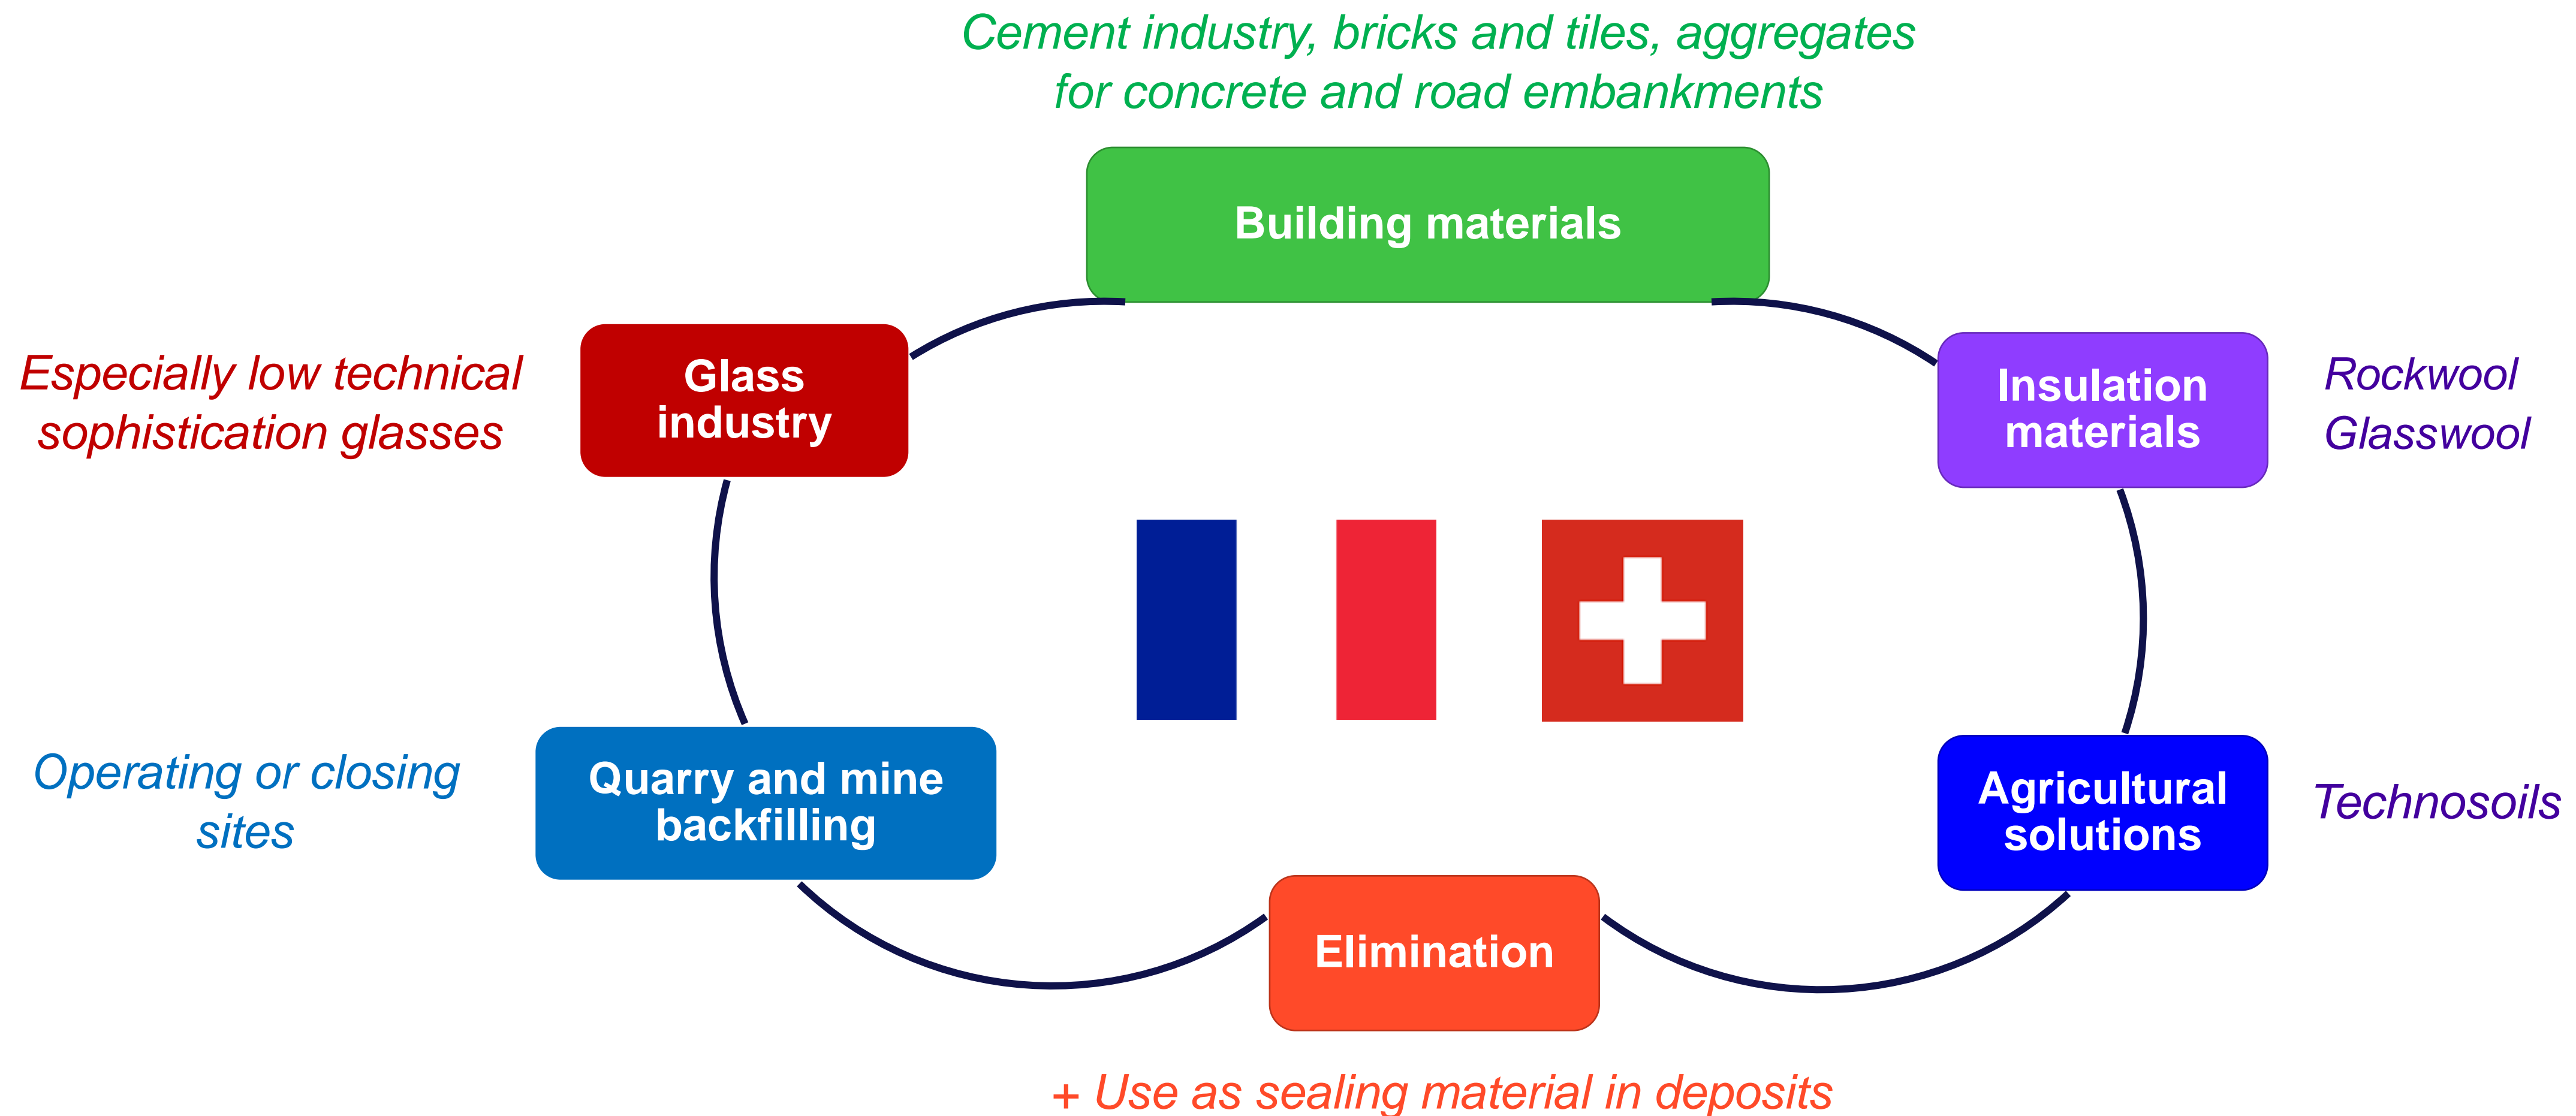 Cement industry, bricks and tiles, aggregates
for concrete and road embankments
Building materials
Especially low technical
sophistication glasses
Glass
industry
Insulation
materials
Rockwool
Glasswool
Operating or closing
sites
Quarry and mine
backfilling
Agricultural
solutions
Technosoils
Elimination
+ Use as sealing material in deposits